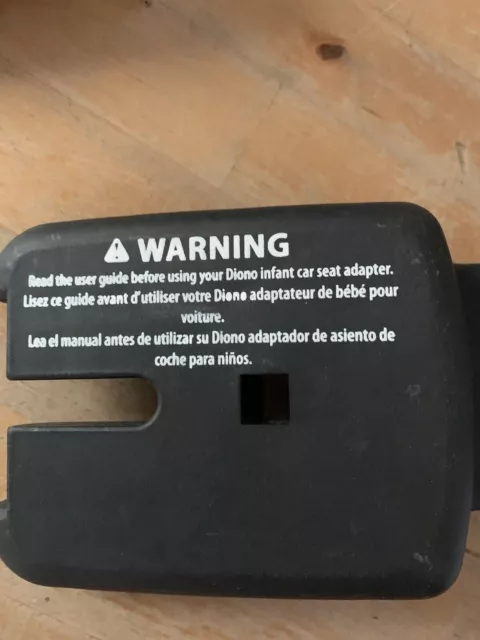 WARNING
Read the user guide before using your Diono infant car seat adapter.
Lisez ce guide avant d'utiliser votre Diono adaptateur de bébé pour
voiture.
Lea el manual antes de utilizar su Diono adaptador de asiento de
coche para niños.